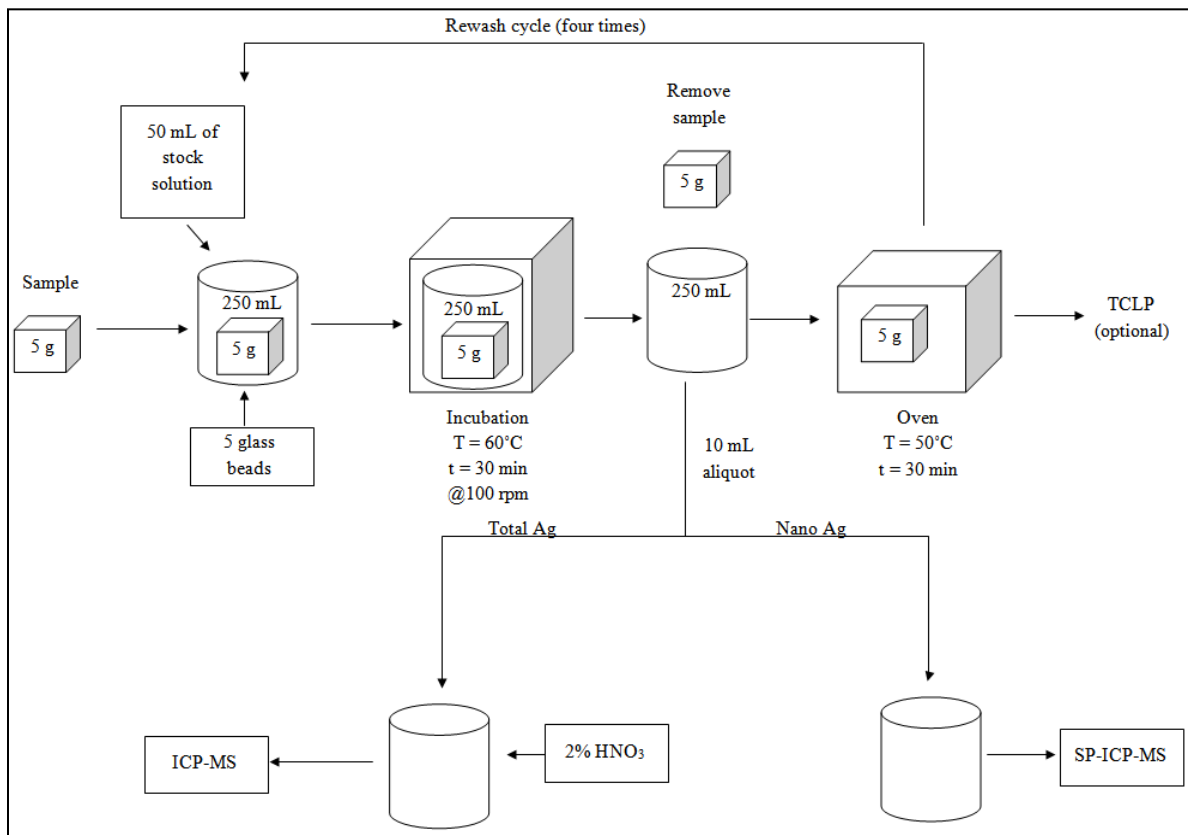 Rewash cycle (four times)
50 mL of
stock
solution
Remove
sample
5 g
Sample
5 g
250 mL
5 g
250 mL
5 g
250 mL
5 g
TCLP
(optional)
5 glass
beads
Incubation
T = 60˚C
t = 30 min
@100 rpm
10 mL
aliquot
Oven
T = 50˚C
t = 30 min
Total Ag
Nano Ag
ICP-MS
2% HNO₃
SP-ICP-MS